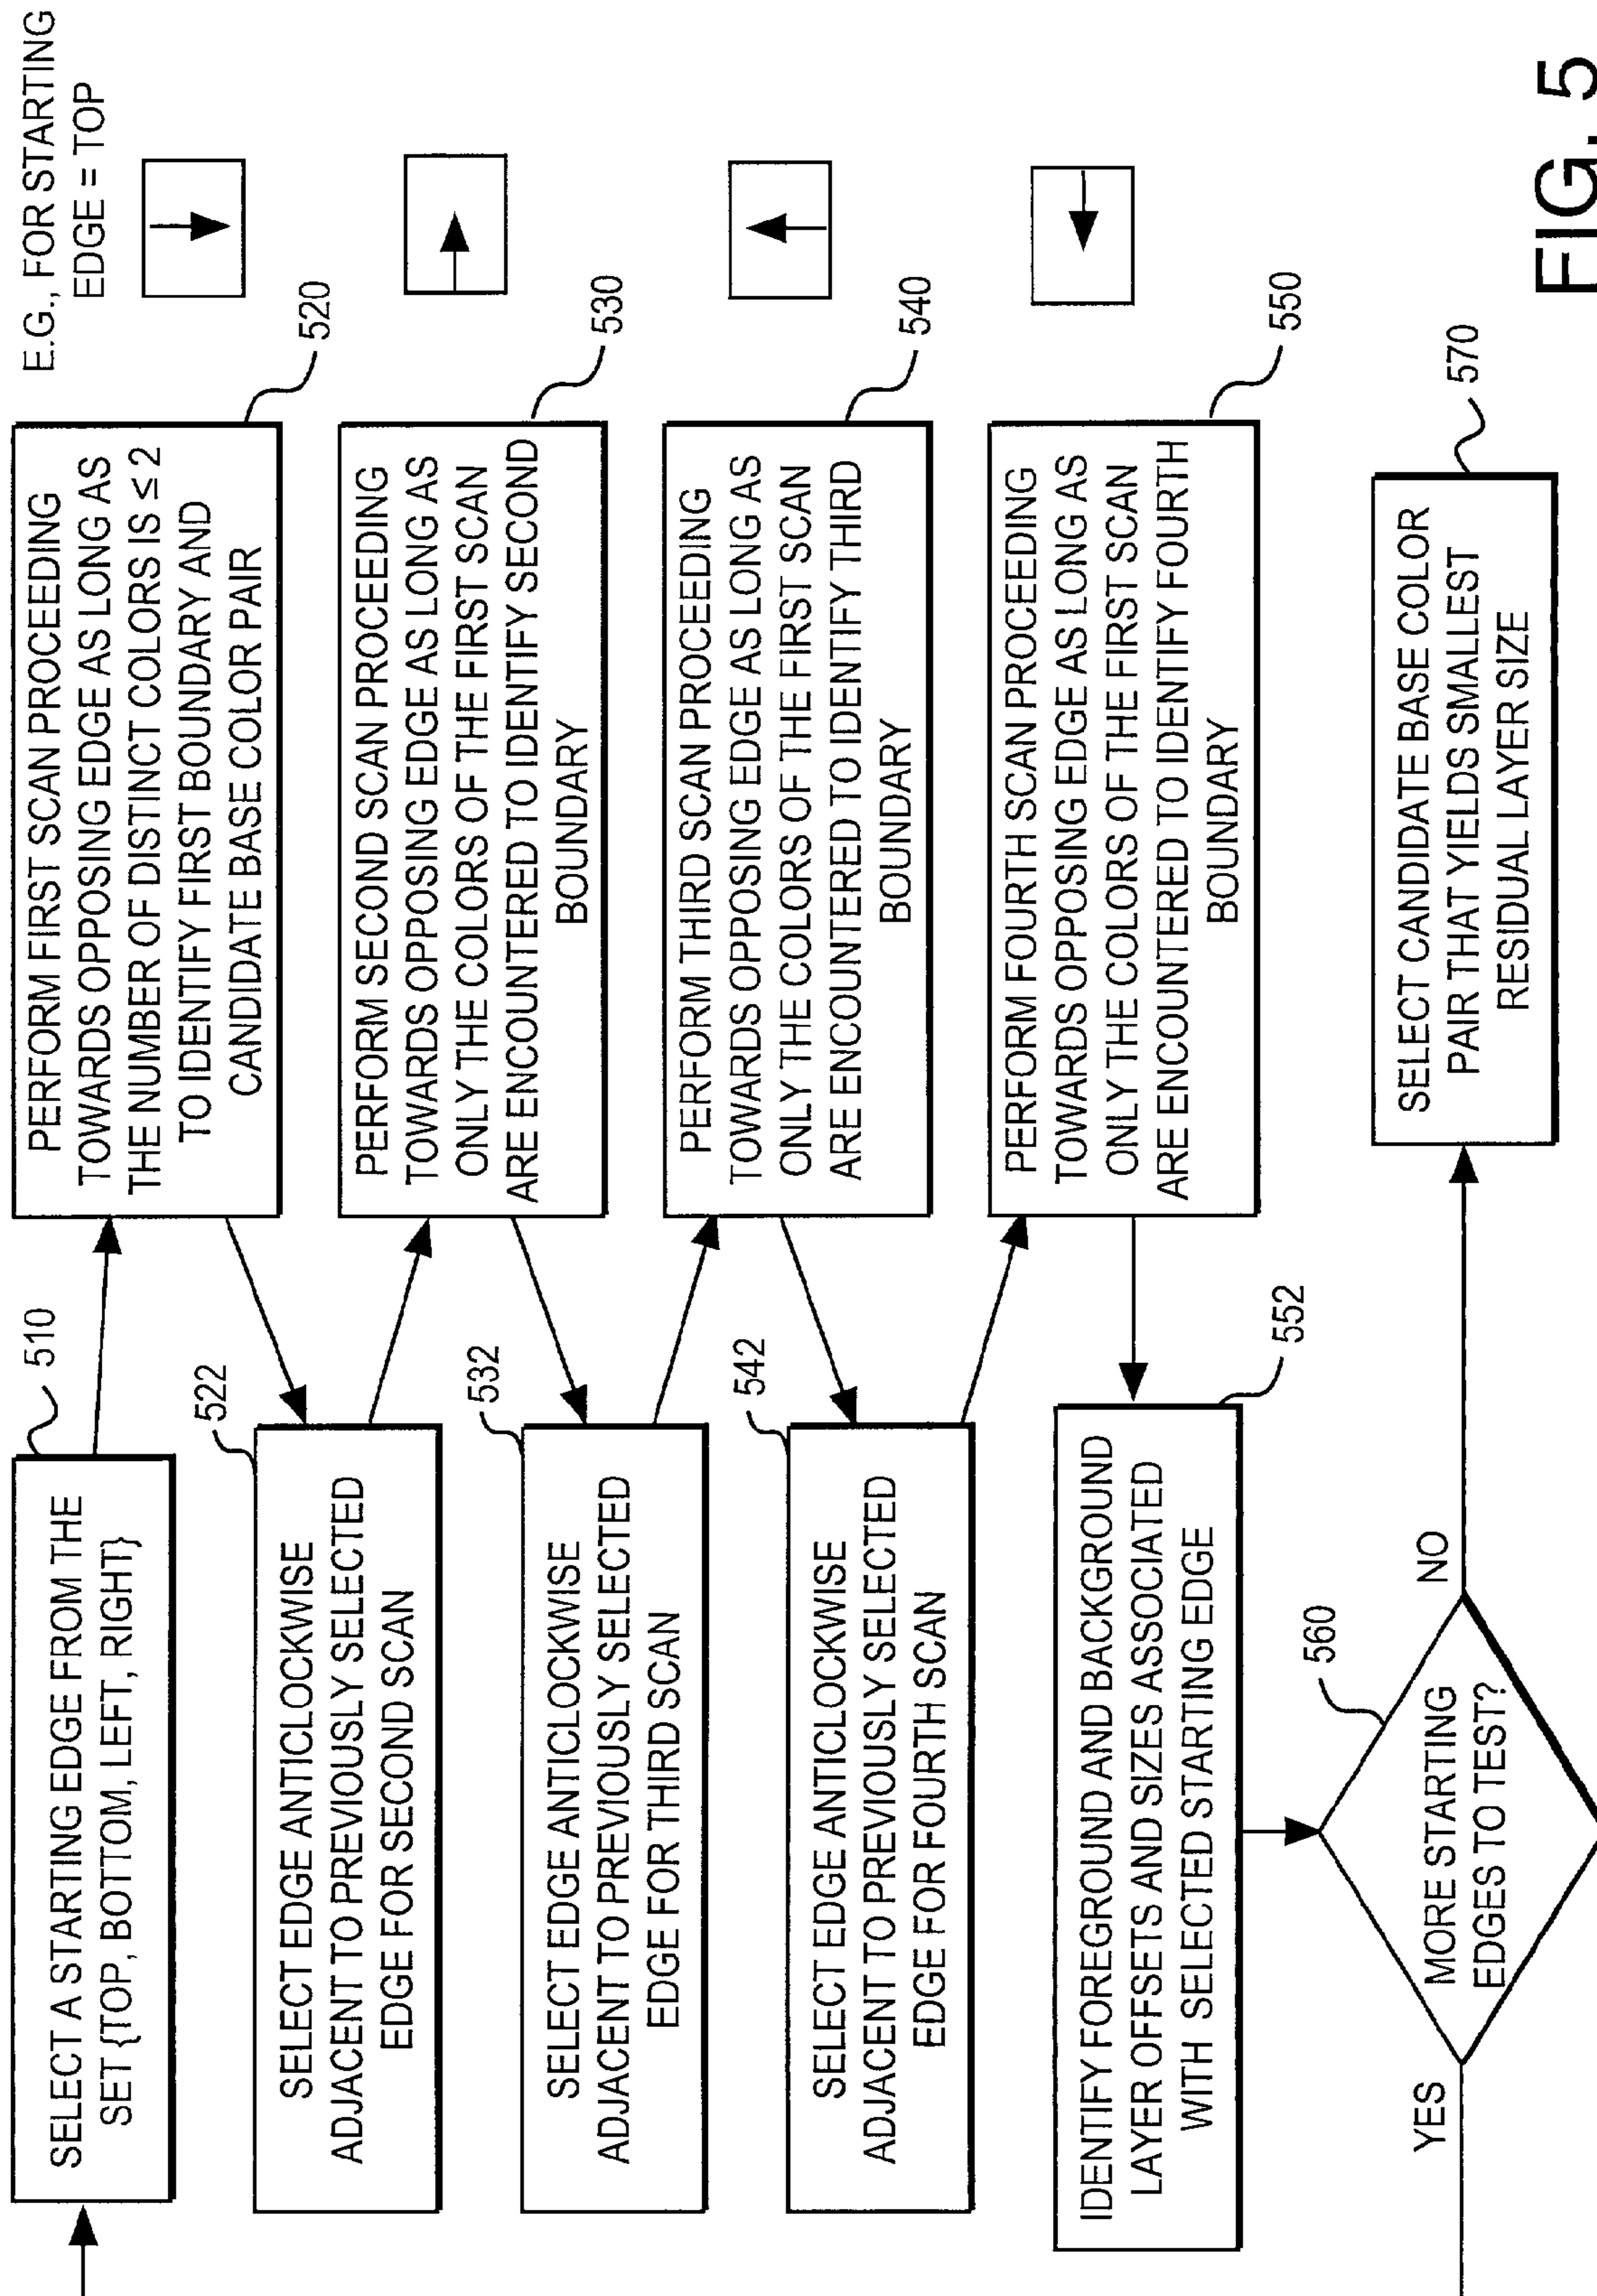 E.G., FOR STARTING
EDGE = TOP
510
SELECT A STARTING EDGE FROM THE
SET {TOP, BOTTOM, LEFT, RIGHT}
520
PERFORM FIRST SCAN PROCEEDING
TOWARDS OPPOSING EDGE AS LONG AS
THE NUMBER OF DISTINCT COLORS IS ≤ 2
TO IDENTIFY FIRST BOUNDARY AND
CANDIDATE BASE COLOR PAIR
522
SELECT EDGE ANTICLOCKWISE
ADJACENT TO PREVIOUSLY SELECTED
EDGE FOR SECOND SCAN
530
PERFORM SECOND SCAN PROCEEDING
TOWARDS OPPOSING EDGE AS LONG AS
ONLY THE COLORS OF THE FIRST SCAN
ARE ENCOUNTERED TO IDENTIFY SECOND
BOUNDARY
532
SELECT EDGE ANTICLOCKWISE
ADJACENT TO PREVIOUSLY SELECTED
EDGE FOR THIRD SCAN
540
PERFORM THIRD SCAN PROCEEDING
TOWARDS OPPOSING EDGE AS LONG AS
ONLY THE COLORS OF THE FIRST SCAN
ARE ENCOUNTERED TO IDENTIFY THIRD
BOUNDARY
542
SELECT EDGE ANTICLOCKWISE
ADJACENT TO PREVIOUSLY SELECTED
EDGE FOR FOURTH SCAN
550
PERFORM FOURTH SCAN PROCEEDING
TOWARDS OPPOSING EDGE AS LONG AS
ONLY THE COLORS OF THE FIRST SCAN
ARE ENCOUNTERED TO IDENTIFY FOURTH
BOUNDARY
552
IDENTIFY FOREGROUND AND BACKGROUND
LAYER OFFSETS AND SIZES ASSOCIATED
WITH SELECTED STARTING EDGE
560
MORE STARTING
EDGES TO TEST?
YES
NO
570
SELECT CANDIDATE BASE COLOR
PAIR THAT YIELDS SMALLEST
RESIDUAL LAYER SIZE
FIG. 5